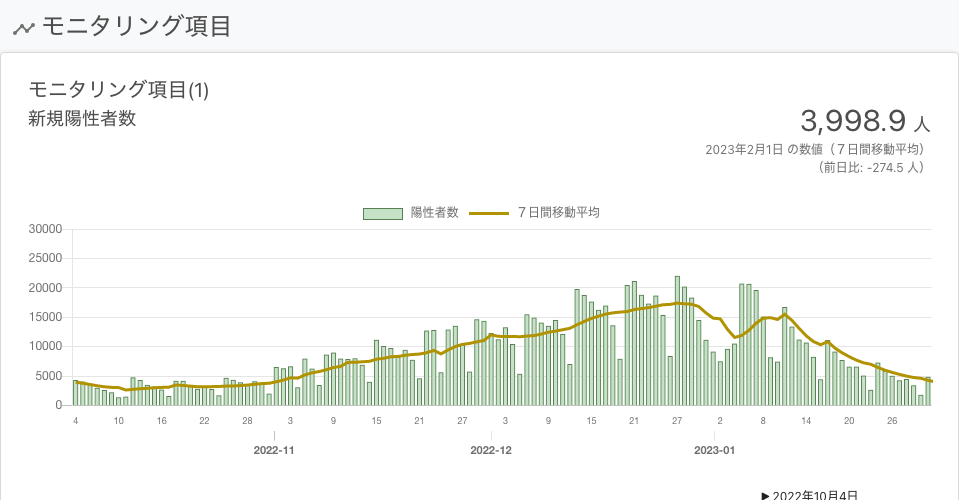 モニタリング項目
モニタリング項目(1)
新規陽性者数
3,998.9 人
2023年2月1日 の数値（７日間移動平均）
（前日比: -274.5 人）
陽性者数 ７日間移動平均
30000
25000
20000
15000
10000
5000
0
4 10 16 22 28 3 9 15 21 27 3 9 15 21 27 2 8 14 20 26
2022-11 2022-12 2023-01
▶ 2022年10月4日